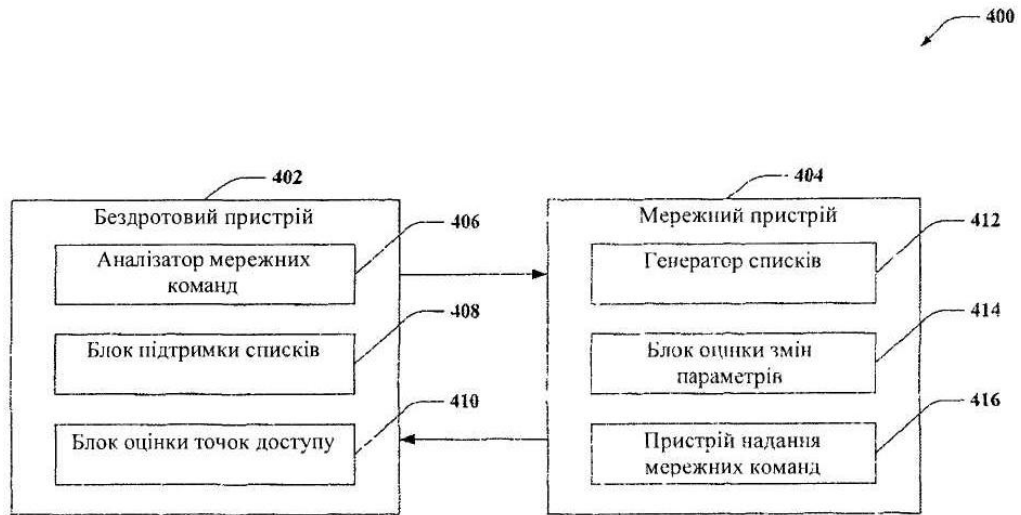 400
402
404
Бездротовий пристрій
Мережний пристрій
406
412
Аналізатор мережних
команд
Генератор списків
408
414
Блок підтримки списків
Блок оцінки змін
параметрів
410
416
Блок оцінки точок доступу
Пристрій надання
мережних команд